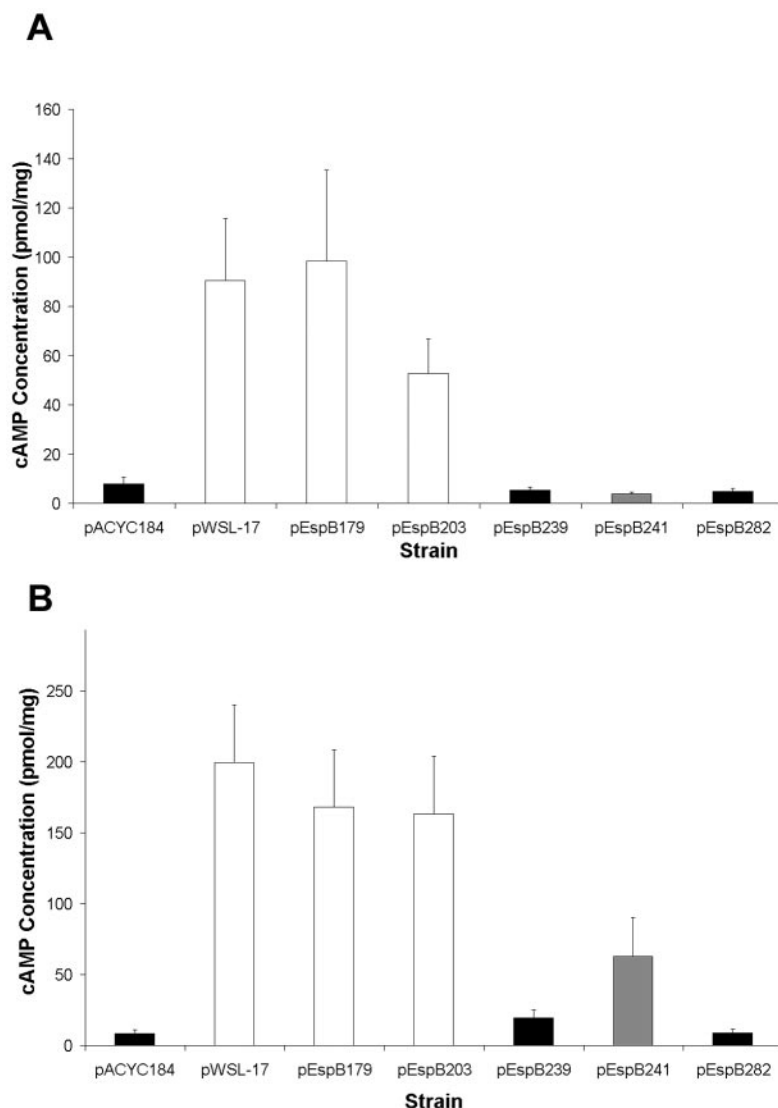 A
cAMP Concentration (pmol/mg)
160
140
120
100
80
60
40
20
0
pACYC184 pWSL-17 pEspB179 pEspB203 pEspB239 pEspB241 pEspB282
Strain
B
cAMP Concentration (pmol/mg)
250
200
150
100
50
0
pACYC184 pWSL-17 pEspB179 pEspB203 pEspB239 pEspB241 pEspB282
Strain